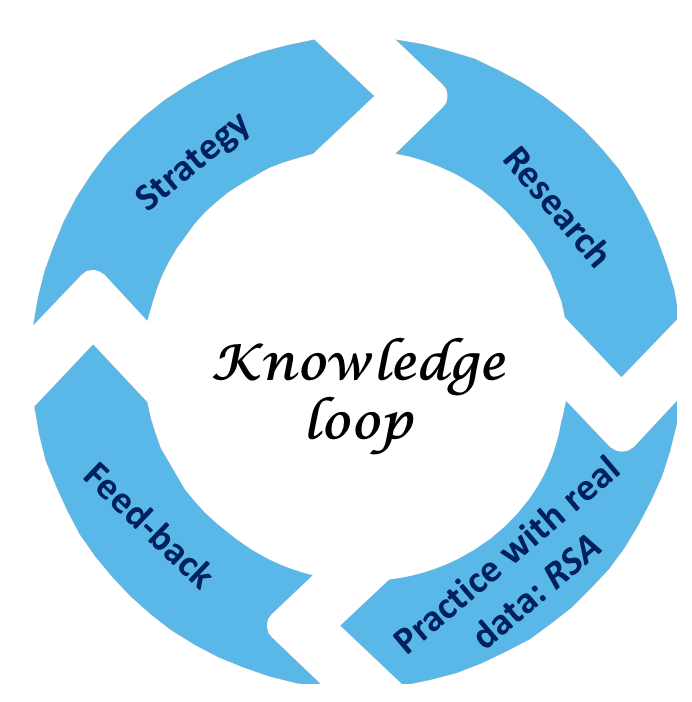 Strategy
Research
Knowledge
loop
Practice with real
data: RSA
Feed-back